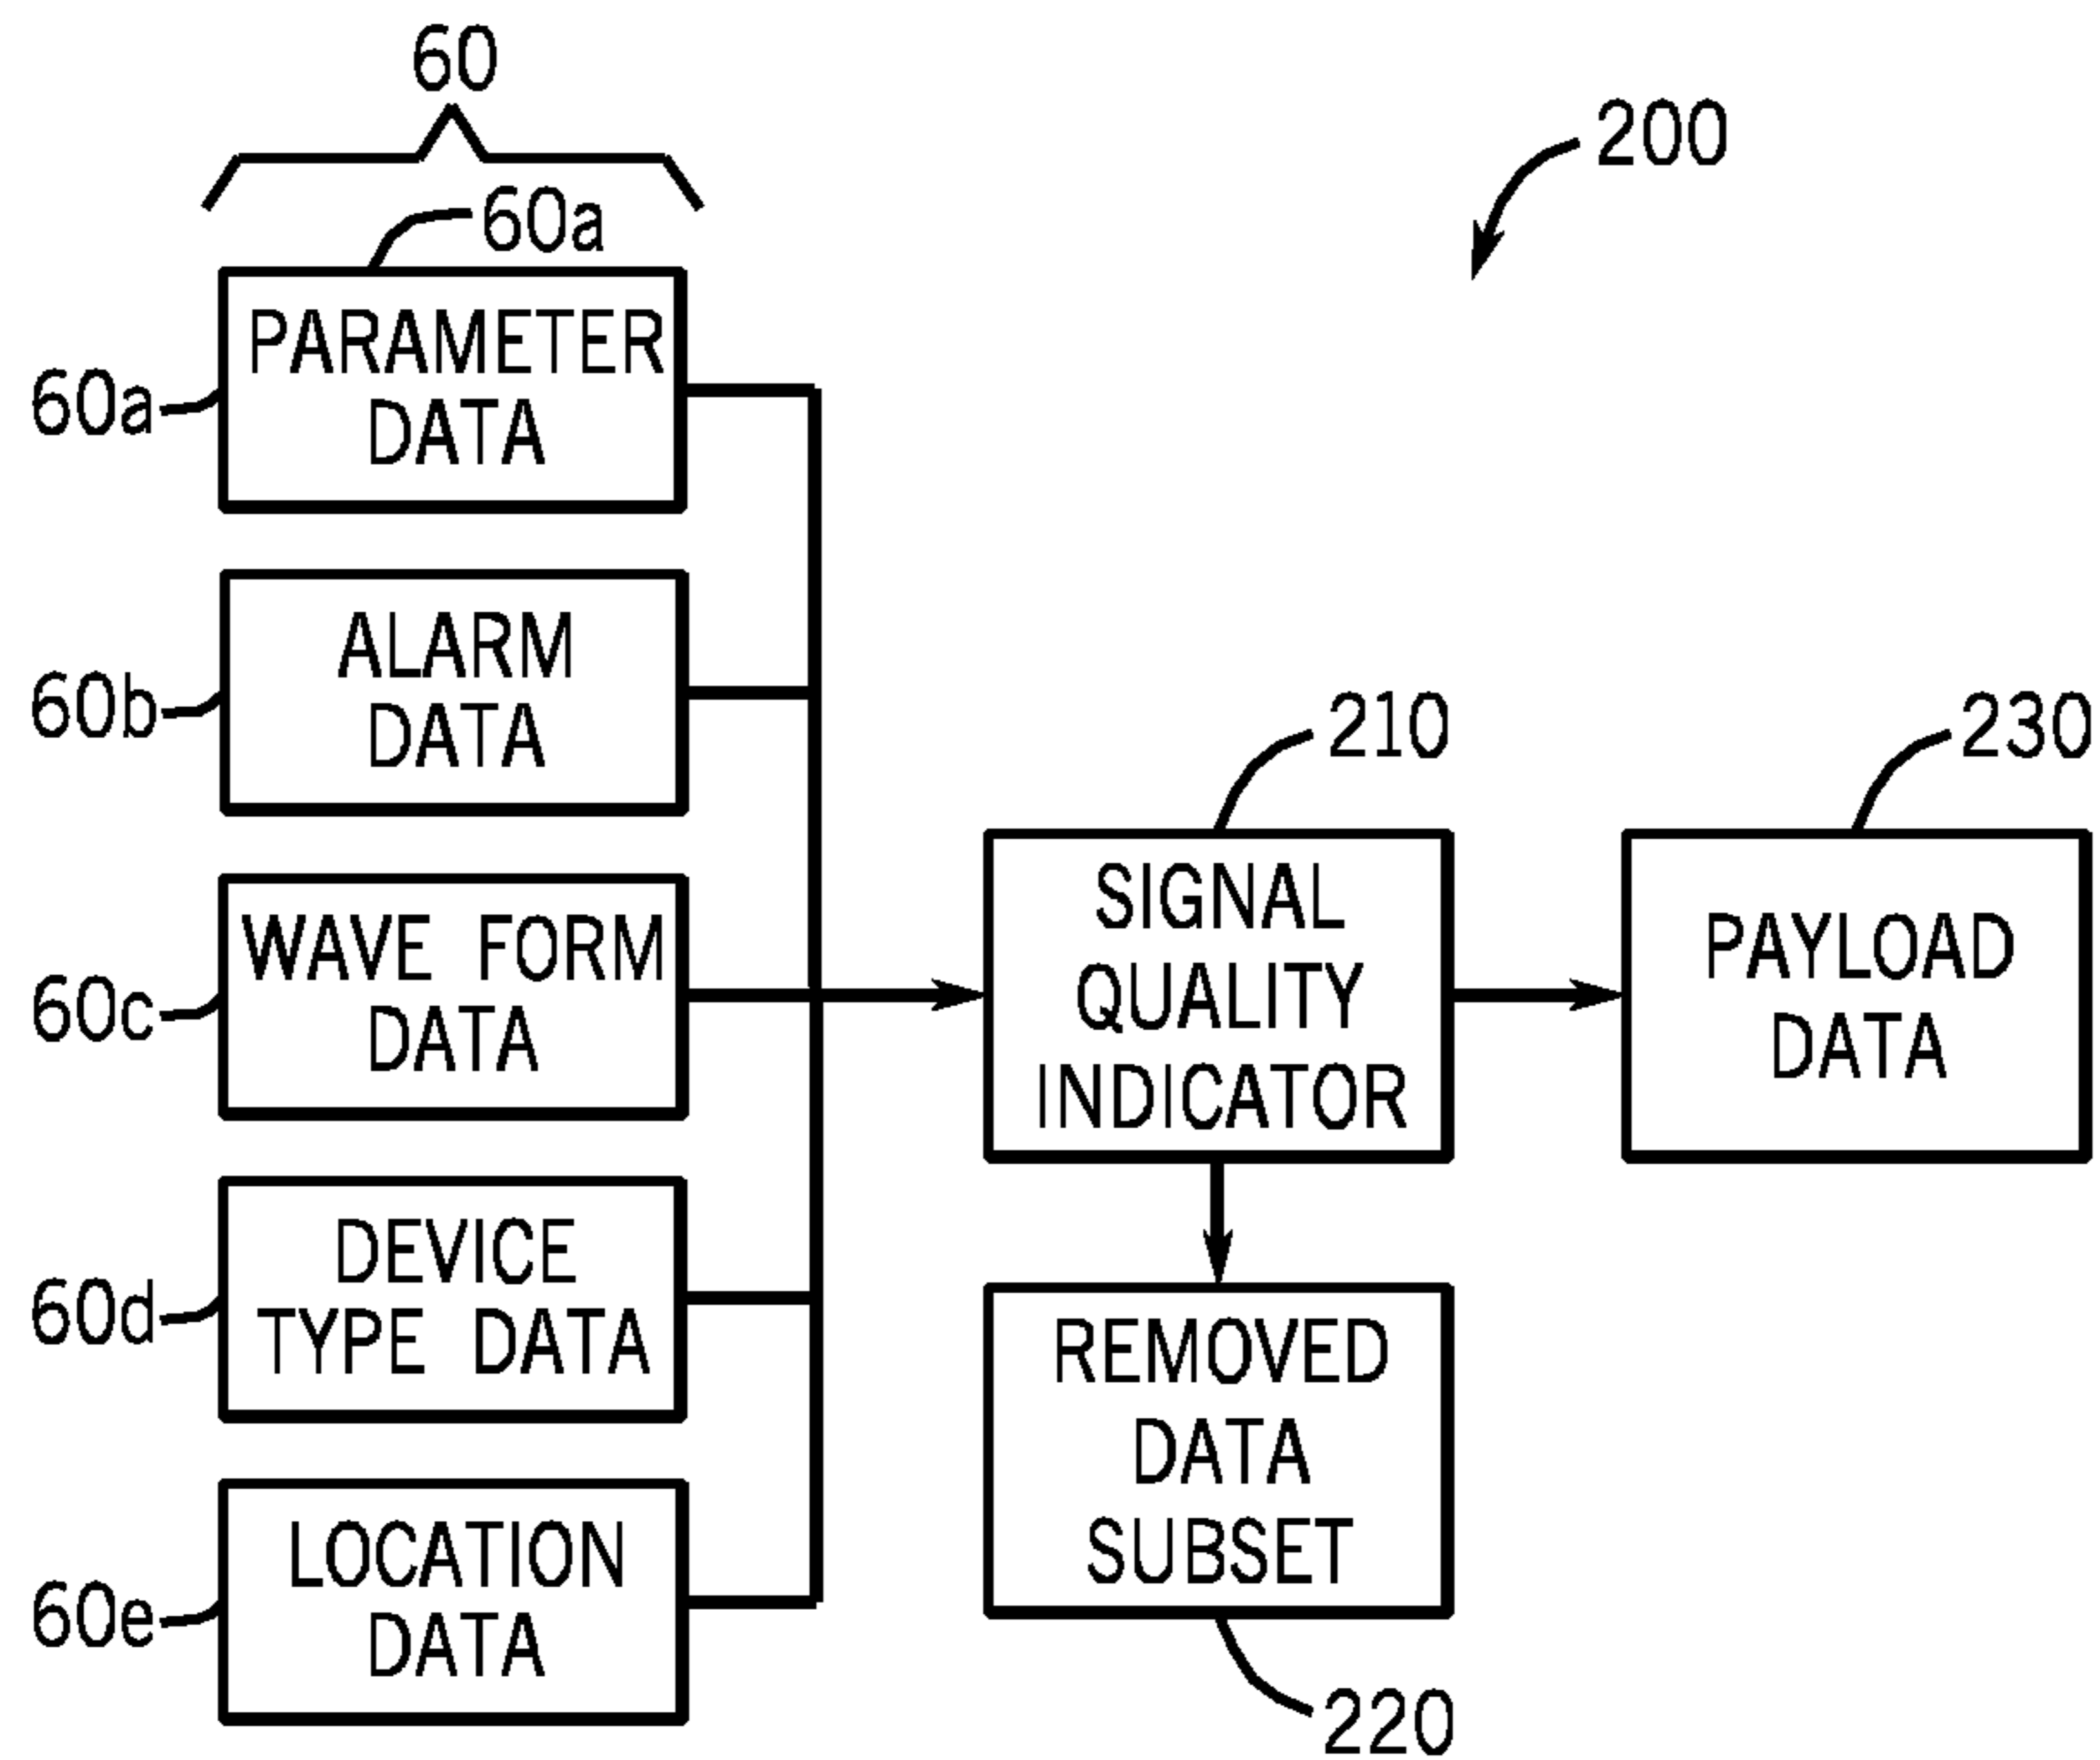 60
200
60a
PARAMETER
DATA
60a
ALARM
DATA
60b
WAVE FORM
DATA
60c
DEVICE
TYPE DATA
60d
LOCATION
DATA
60e
210
SIGNAL
QUALITY
INDICATOR
230
PAYLOAD
DATA
REMOVED
DATA
SUBSET
220